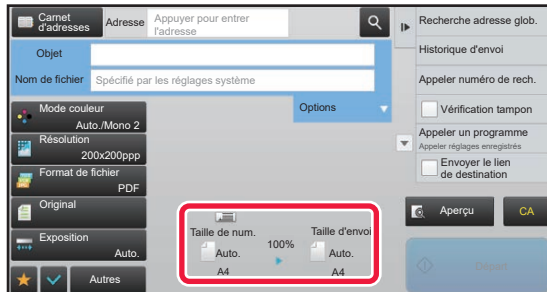 Carnet
d'adresses
Adresse
Appuyer pour entrer
l'adresse
Objet
Nom de fichier
Spécifié par les réglages système
Options
Mode couleur
Auto./Mono 2
Résolution
200x200ppp
Format de fichier
PDF
Original
Exposition
Auto.
Autres
Taille de num.
Auto.
A4
100%
Taille d'envoi
Auto.
A4
Recherche adresse glob.
Historique d'envoi
Appeler numéro de rech.
Vérification tampon
Appeler un programme
Appeler réglages enregistrés
Envoyer le lien
de destination
Aperçu
CA
Départ